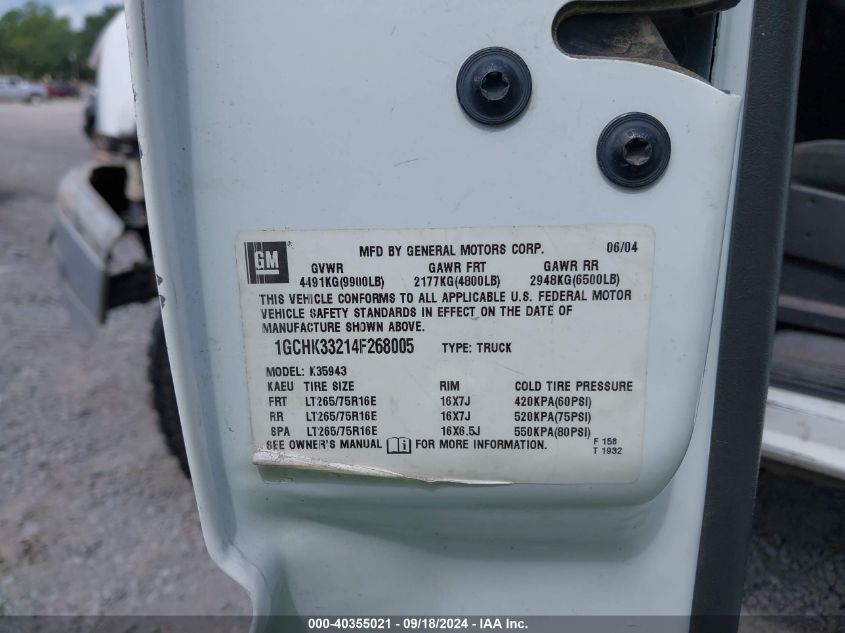 GM ®
MFD BY GENERAL MOTORS CORP. 06/04
GVWR GAWR FRT GAWR RR
4491KG(9900LB) 2177KG(4800LB) 2948KG(6500LB)
THIS VEHICLE CONFORMS TO ALL APPLICABLE U.S. FEDERAL MOTOR
VEHICLE SAFETY STANDARDS IN EFFECT ON THE DATE OF
MANUFACTURE SHOWN ABOVE.
1GCHK33214F268005 TYPE: TRUCK
MODEL: K35943
KAEU TIRE SIZE RIM COLD TIRE PRESSURE
FRT LT265/75R16E 16X7J 420KPA(60PSI)
RR LT265/75R16E 16X7J 520KPA(75PSI)
SPA LT265/75R16E 16X6.5J 550KPA(80PSI)
SEE OWNER'S MANUAL i FOR MORE INFORMATION.
F 158
T 1932
000-40355021 - 09/18/2024 - www.iaai.com